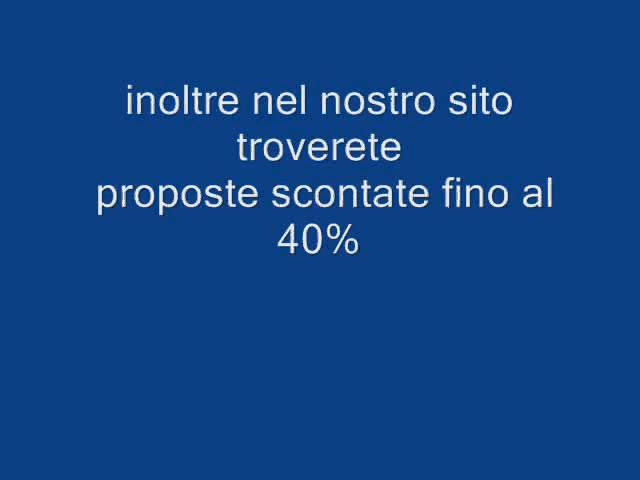 inoltre nel nostro sito
troverete
proposte scontate fino al
40%